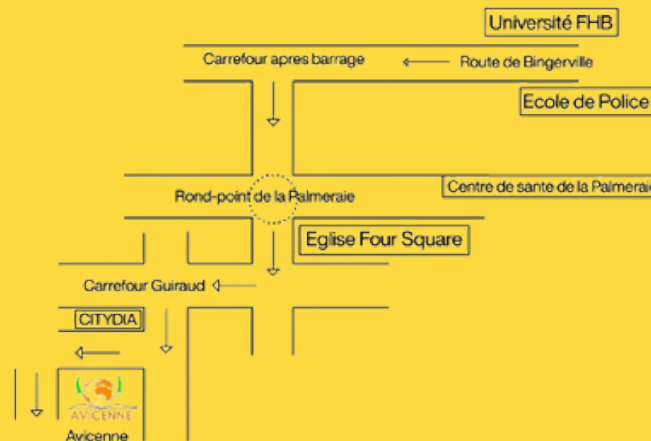 Université FHB
Carrefour apres barrage
Route de Bingerville
Ecole de Police
Rond-point de la Palmeraie
Centre de sante de la Palmeraie
Eglise Four Square
Carrefour Guiraud
CITYDIA
AVICENNE
Avicenne